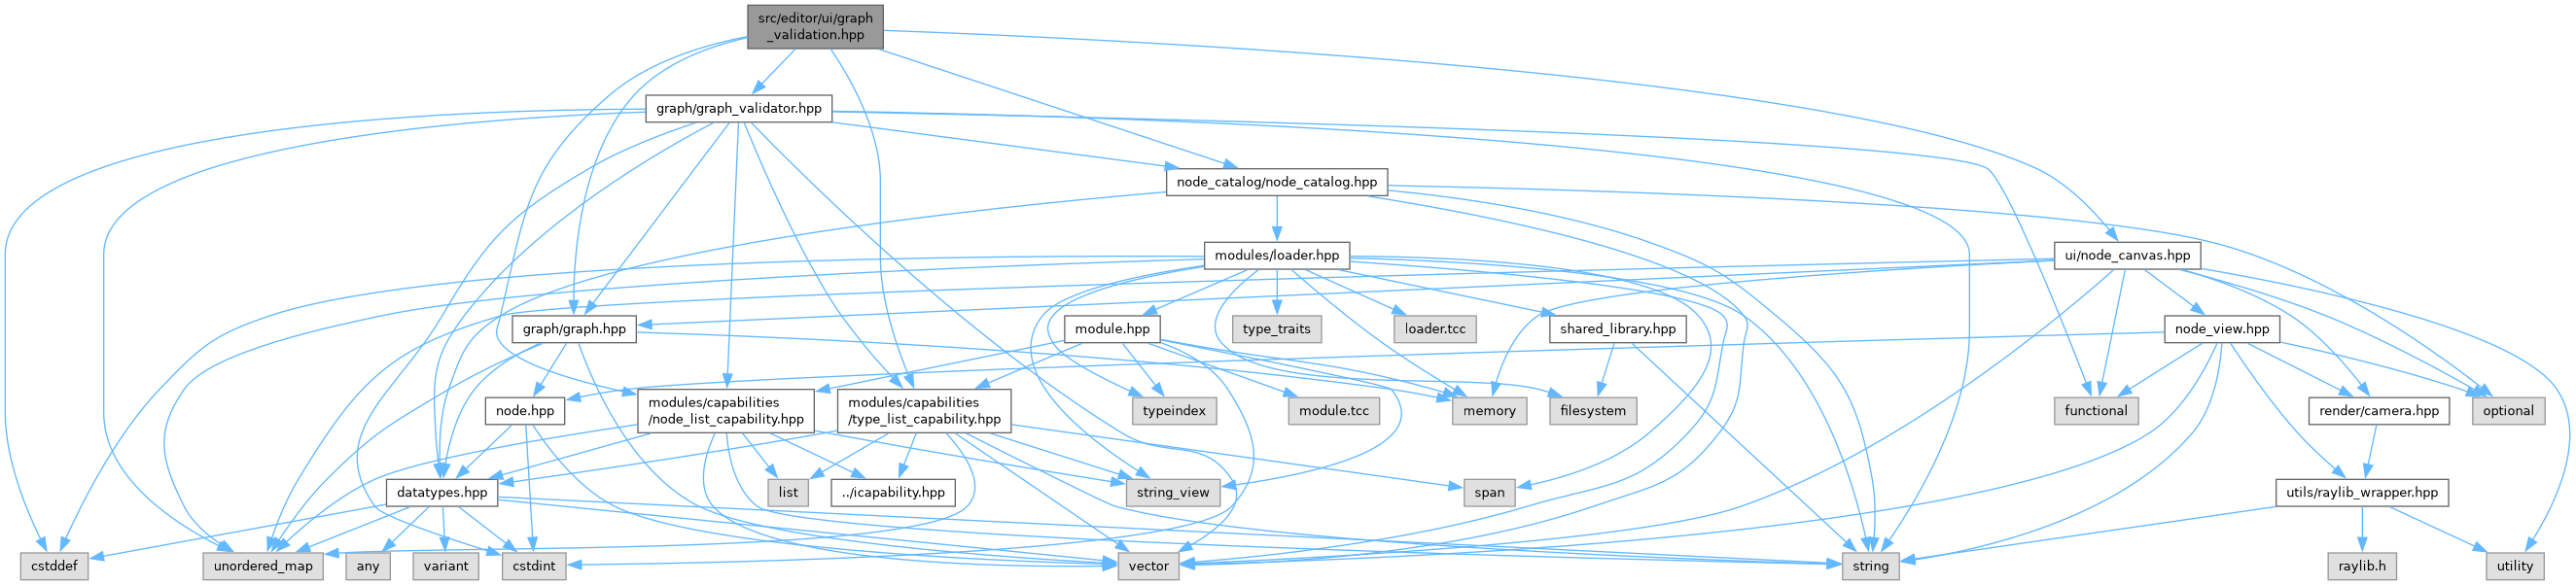 src/editor/ui/graph
_validation.hpp
graph/graph_validator.hpp
node_catalog/node_catalog.hpp
modules/loader.hpp
ui/node_canvas.hpp
graph/graph.hpp
module.hpp
type_traits
loader.tcc
shared_library.hpp
node_view.hpp
node.hpp
modules/capabilities
/node_list_capability.hpp
modules/capabilities
/type_list_capability.hpp
typeindex
module.tcc
memory
filesystem
functional
render/camera.hpp
optional
datatypes.hpp
list
../icapability.hpp
string_view
span
utils/raylib_wrapper.hpp
cstddef
unordered_map
any
variant
cstdint
vector
string
raylib.h
utility